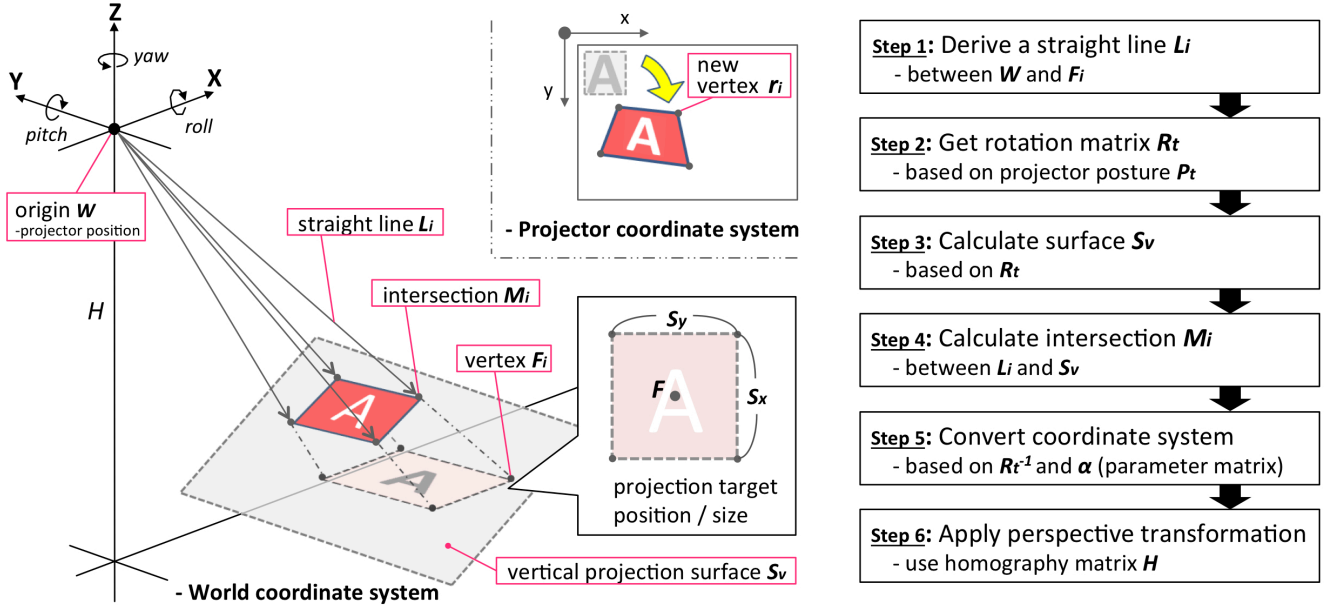 Z
yaw
Y
X
pitch
roll
origin W
-projector position
H
straight line Li
intersection Mi
vertex Fi
A
A
vertical projection surface Sv
- World coordinate system
x
y
A
A
new
vertex ri
- Projector coordinate system
Sy
Sx
F
A
projection target
position / size
Step 1: Derive a straight line Li
- between W and Fi
Step 2: Get rotation matrix Rt
- based on projector posture Pt
Step 3: Calculate surface Sv
- based on Rt
Step 4: Calculate intersection Mi
- between Li and Sv
Step 5: Convert coordinate system
- based on Rt⁻¹ and α (parameter matrix)
Step 6: Apply perspective transformation
- use homography matrix H